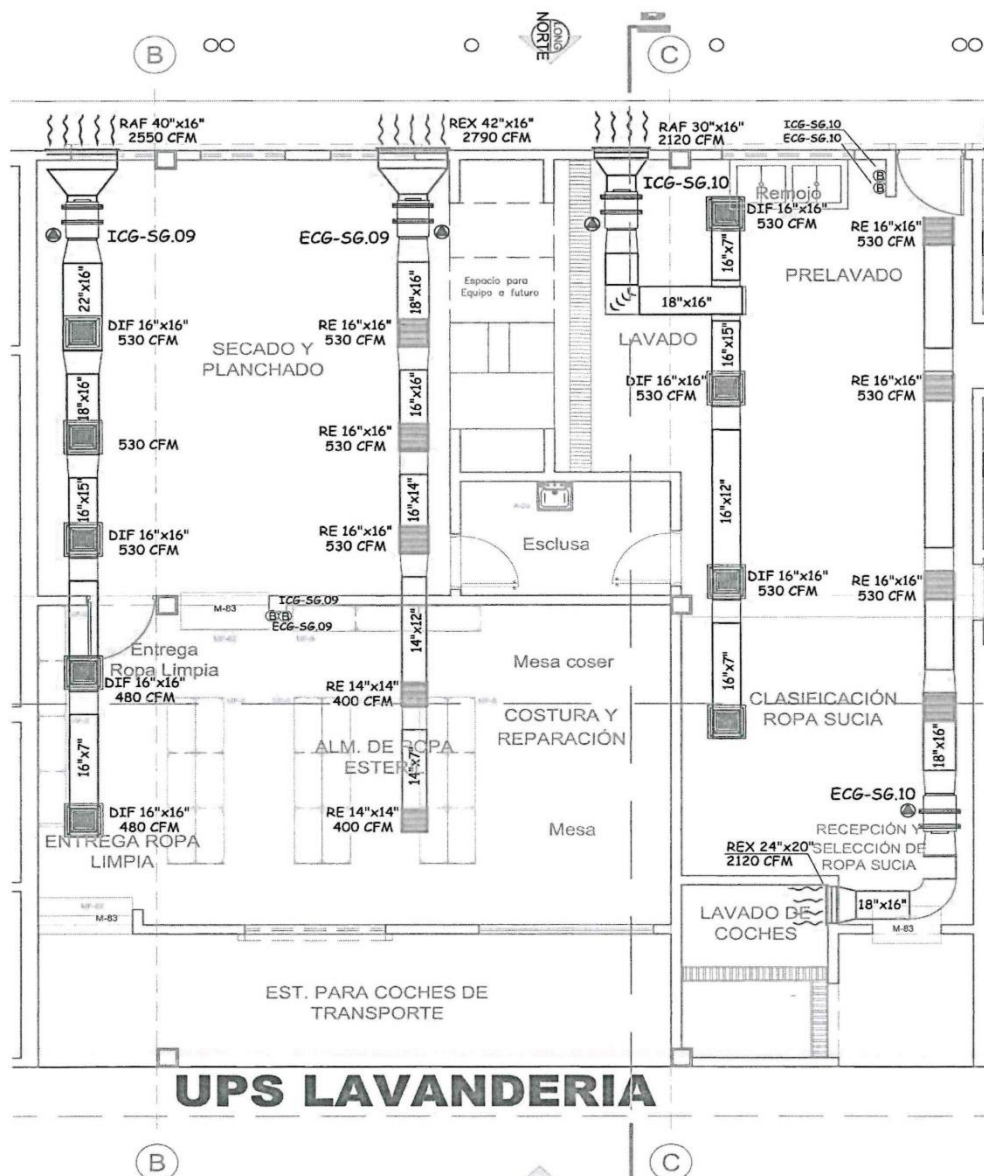 B
LONG
NORTE
C
RAF 40"x16"
2550 CFM
REX 42"x16"
2790 CFM
RAF 30"x16"
2120 CFM
ICG-SG.10
ECG-SG.10
ICG-SG.09
ECG-SG.09
ICG-SG.10
Remojo
DIF 16"x16"
530 CFM
RE 16"x16"
530 CFM
PRELAVADO
16"x7"
22"x16"
18"x16"
Espacio para
Equipo a futuro
18"x16"
DIF 16"x16"
530 CFM
RE 16"x16"
530 CFM
SECADO Y
PLANCHADO
LAVADO
16"x15"
18"x16"
16"x16"
DIF 16"x16"
530 CFM
RE 16"x16"
530 CFM
530 CFM
RE 16"x16"
530 CFM
16"x15"
16"x14"
16"x12"
DIF 16"x16"
530 CFM
RE 16"x16"
530 CFM
Esclusa
DIF 16"x16"
530 CFM
RE 16"x16"
530 CFM
M-83
ICG-SG.09
B B
ECG-SG.09
14"x12"
16"x7"
Entrega
Ropa Limpia
Mesa coser
DIF 16"x16"
480 CFM
RE 14"x14"
400 CFM
COSTURA Y
REPARACIÓN
CLASIFICACIÓN
ROPA SUCIA
18"x16"
16"x7"
ALM. DE ROPA
14"x7"
ECG-SG.10
DIF 16"x16"
480 CFM
RE 14"x14"
400 CFM
Mesa
RECEPCIÓN Y
SELECCIÓN DE
ROPA SUCIA
ENTREGA ROPA
LIMPIA
REX 24"x20"
2120 CFM
18"x16"
M-83
LAVADO DE
COCHES
M-83
EST. PARA COCHES DE
TRANSPORTE
UPS LAVANDERIA
B
C